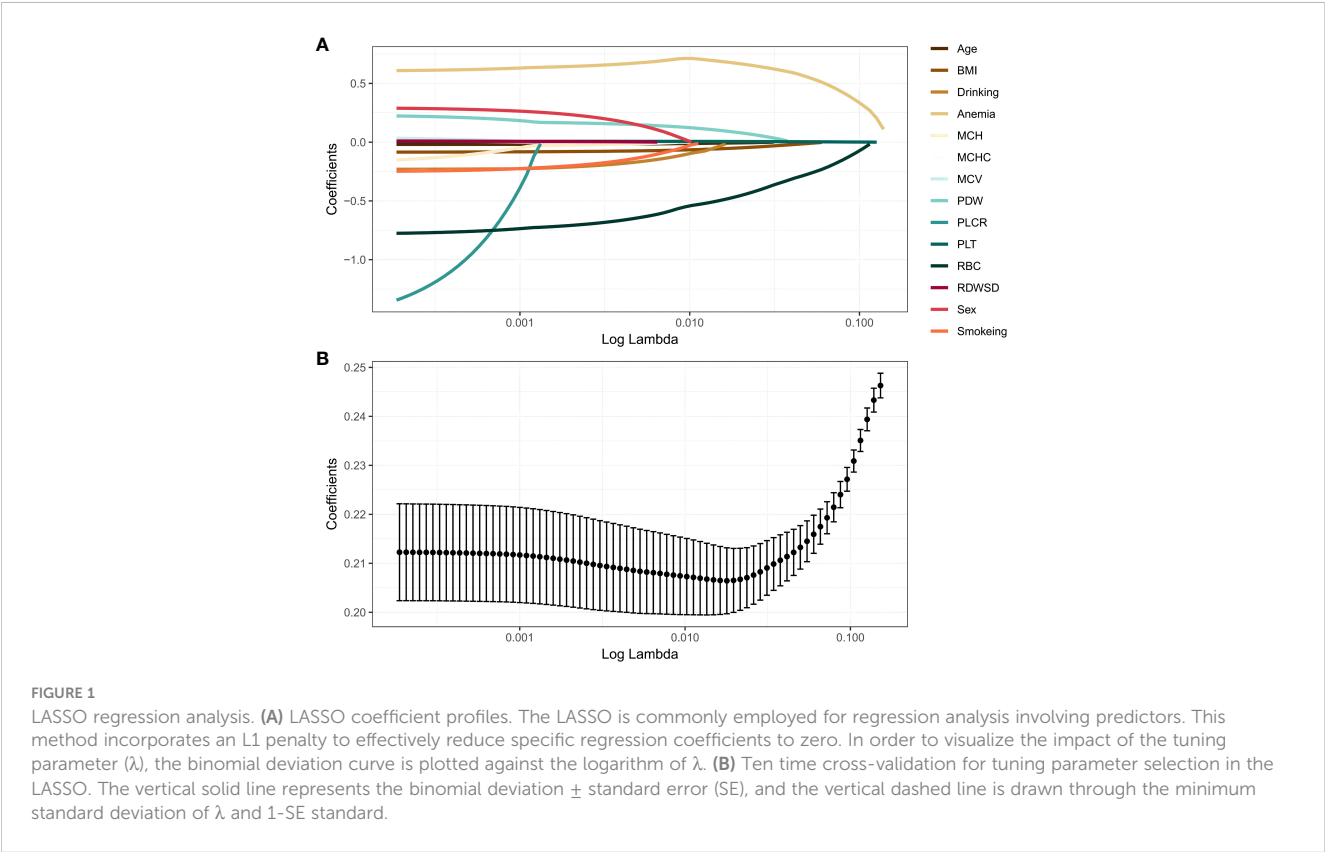 A
0.5
0.0
−0.5
−1.0
Coefficients
0.001
0.010
0.100
Log Lambda
Age
BMI
Drinking
Anemia
MCH
MCHC
MCV
PDW
PLCR
PLT
RBC
RDWSD
Sex
Smokeing
B
0.25
0.24
0.23
0.22
0.21
0.20
Coefficients
0.001
0.010
0.100
Log Lambda
FIGURE 1
LASSO regression analysis. (A) LASSO coefficient profiles. The LASSO is commonly employed for regression analysis involving predictors. This
method incorporates an L1 penalty to effectively reduce specific regression coefficients to zero. In order to visualize the impact of the tuning
parameter (λ), the binomial deviation curve is plotted against the logarithm of λ. (B) Ten time cross-validation for tuning parameter selection in the
LASSO. The vertical solid line represents the binomial deviation ± standard error (SE), and the vertical dashed line is drawn through the minimum
standard deviation of λ and 1-SE standard.